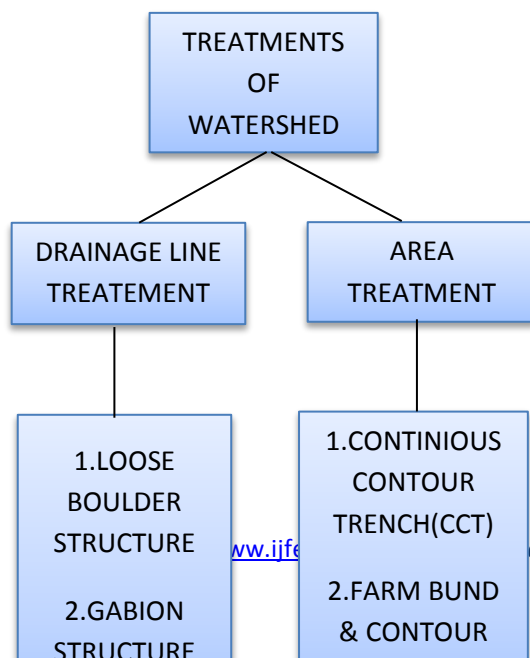 TREATMENTS
OF
WATERSHED
DRAINAGE LINE
TREATEMENT
AREA
TREATMENT
1.LOOSE
BOULDER
STRUCTURE
2.GABION
STRUCTURE
1.CONTINIOUS
CONTOUR
TRENCH(CCT)
2.FARM BUND
& CONTOUR